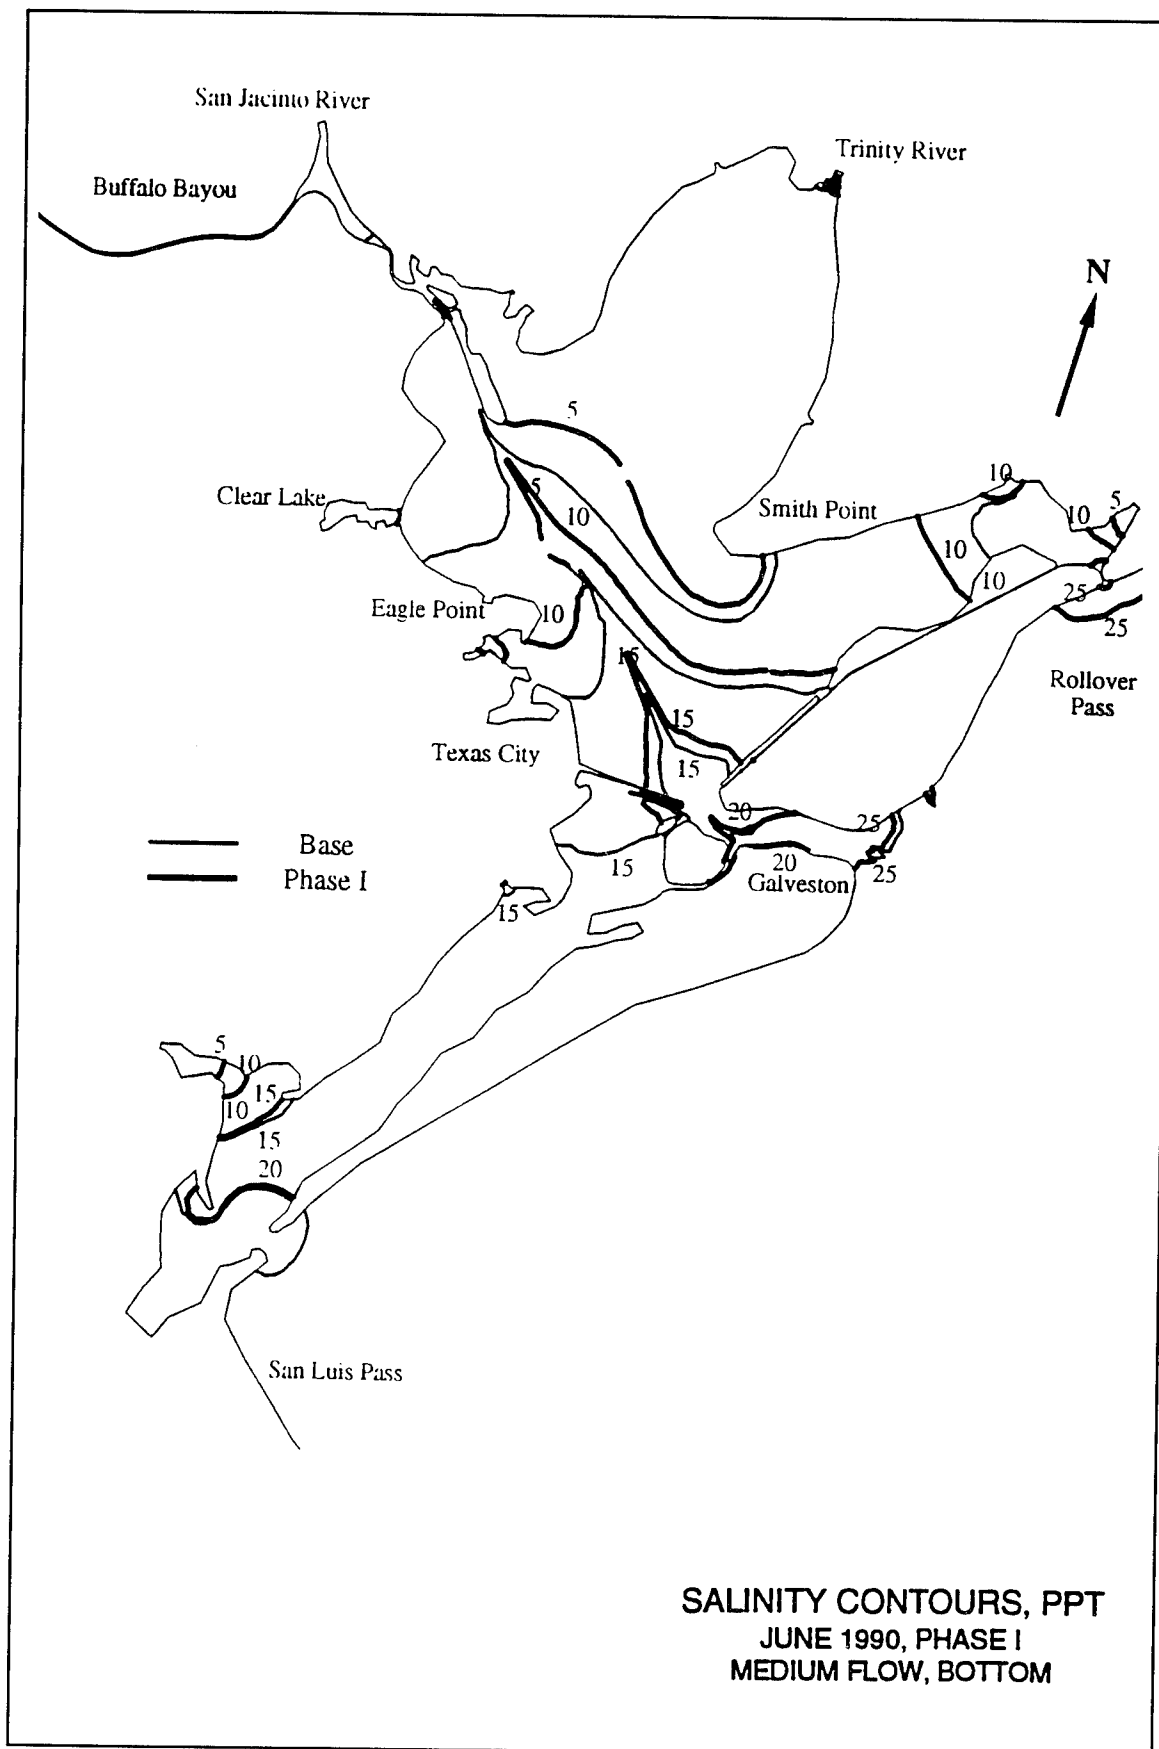 San Jacinto River
Trinity River
Buffalo Bayou
N
5
10
Clear Lake
5
Smith Point
10
5
10
10
10
25
Eagle Point
10
25
15
Rollover
Pass
15
Texas City
15
20
25
Base
15
20
25
Phase I
Galveston
15
5
10
15
10
15
20
San Luis Pass
SALINITY CONTOURS, PPT
JUNE 1990, PHASE I
MEDIUM FLOW, BOTTOM